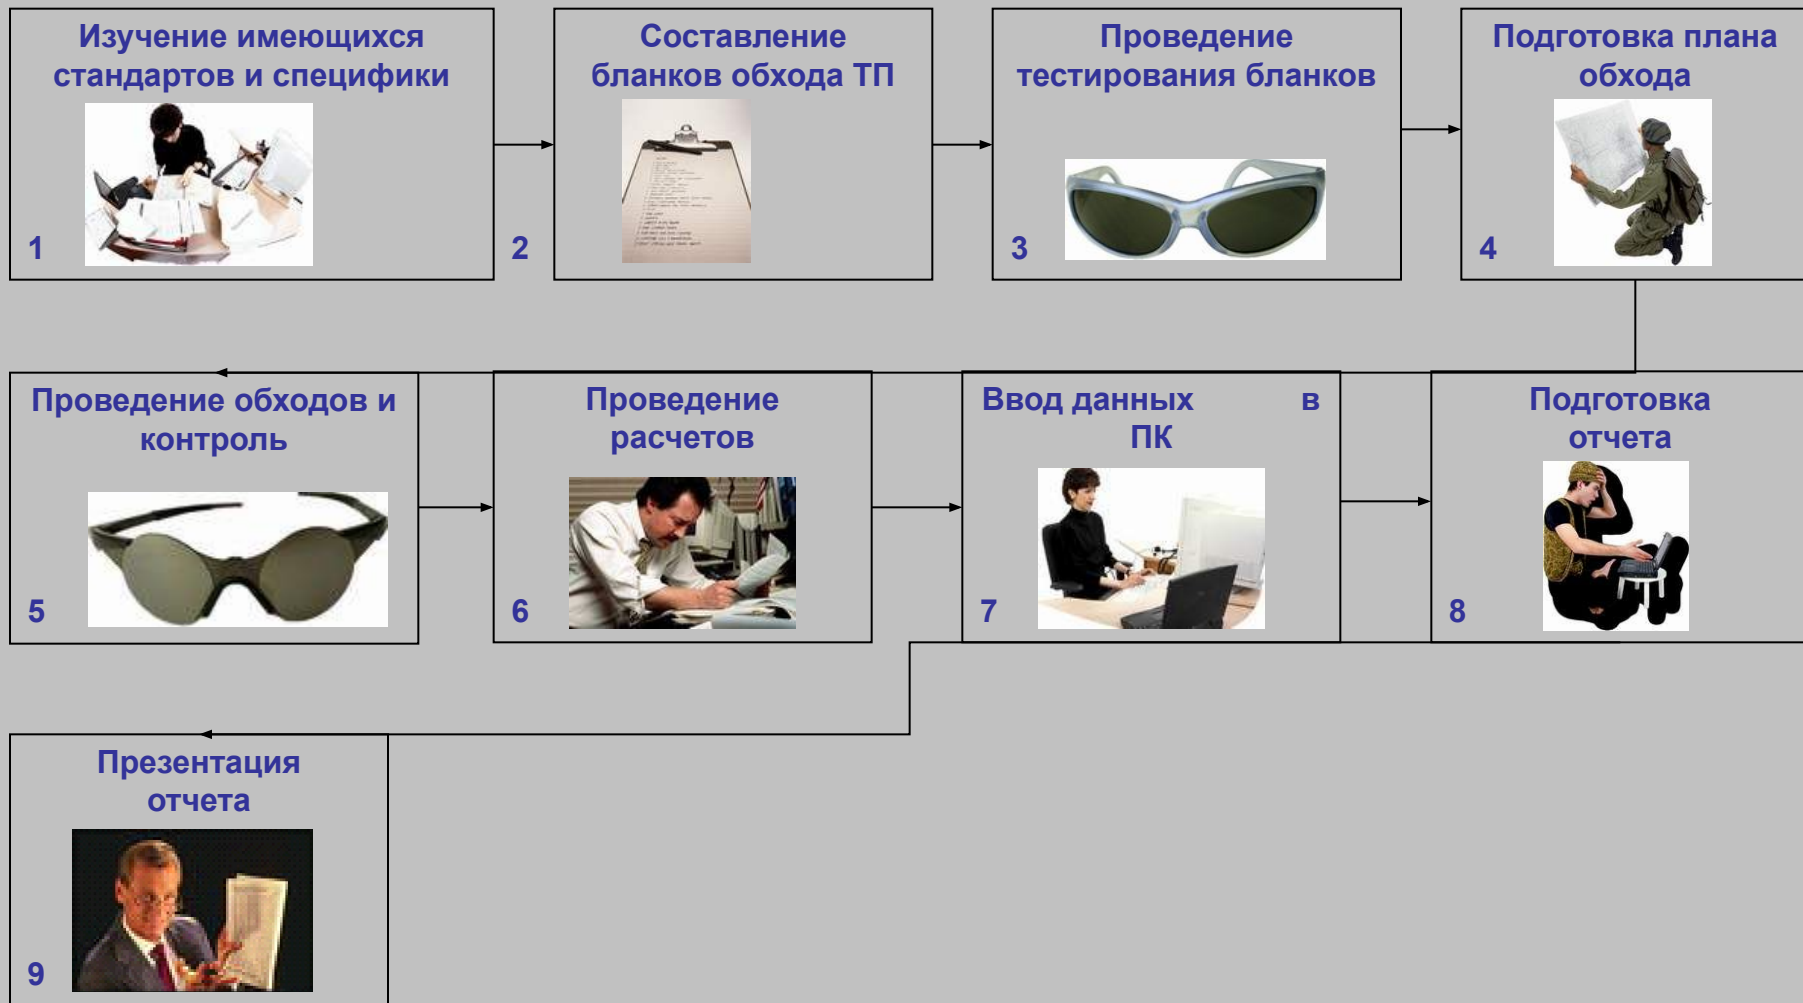 Изучение имеющихся
стандартов и специфики
1
Составление
бланков обхода ТП
2
Проведение
тестирования бланков
3
Подготовка плана
обхода
4
Проведение обходов и
контроль
5
Проведение
расчетов
6
Ввод данных в
ПК
7
Подготовка
отчета
8
Презентация
отчета
9